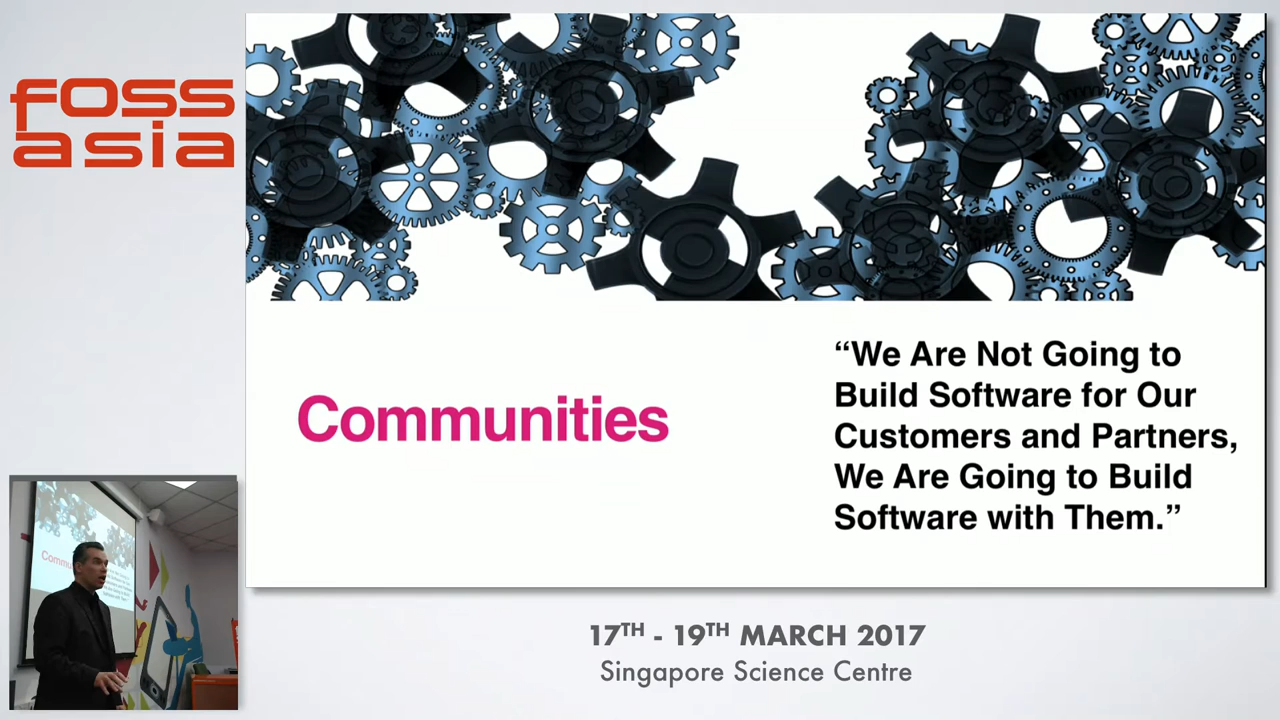 foss
asia
Communities
“We Are Not Going to
Build Software for Our
Customers and Partners,
We Are Going to Build
Software with Them.”
17TH - 19TH MARCH 2017
Singapore Science Centre